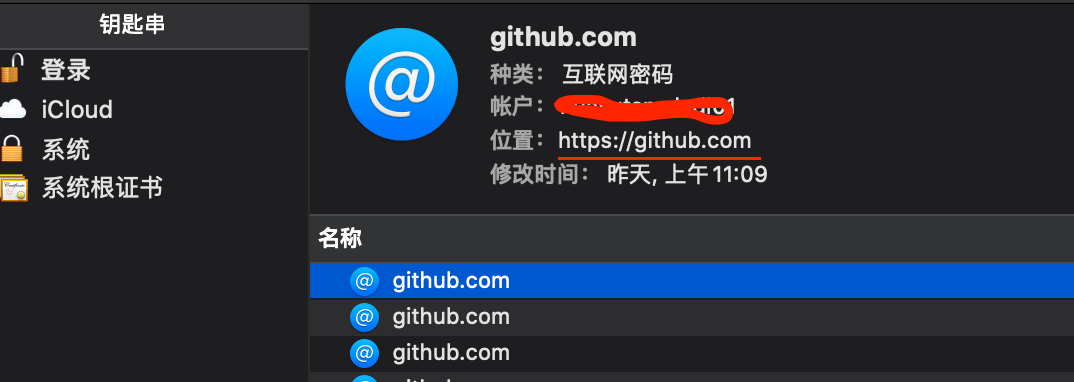 钥匙串
登录
iCloud
系统
系统根证书
github.com
种类： 互联网密码
帐户：
位置： https://github.com
修改时间： 昨天, 上午 11:09
名称
github.com
github.com
github.com